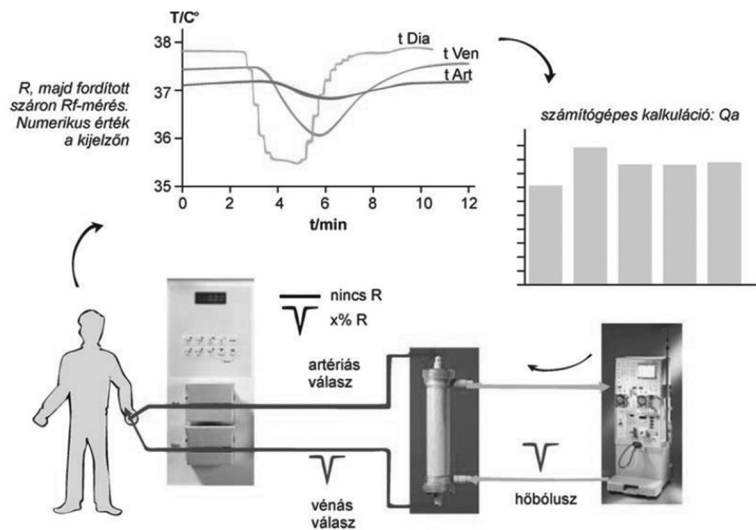 T/C°
38
37
36
35
0
2
4
6
8
10
12
t/min
t Dia
t Ven
t Art
R, majd fordított
száron Rf-mérés.
Numerikus érték
a kijelzőn
számítógépes kalkuláció: Qa
nincs R
x% R
artériás
válasz
vénás
válasz
hőbólusz